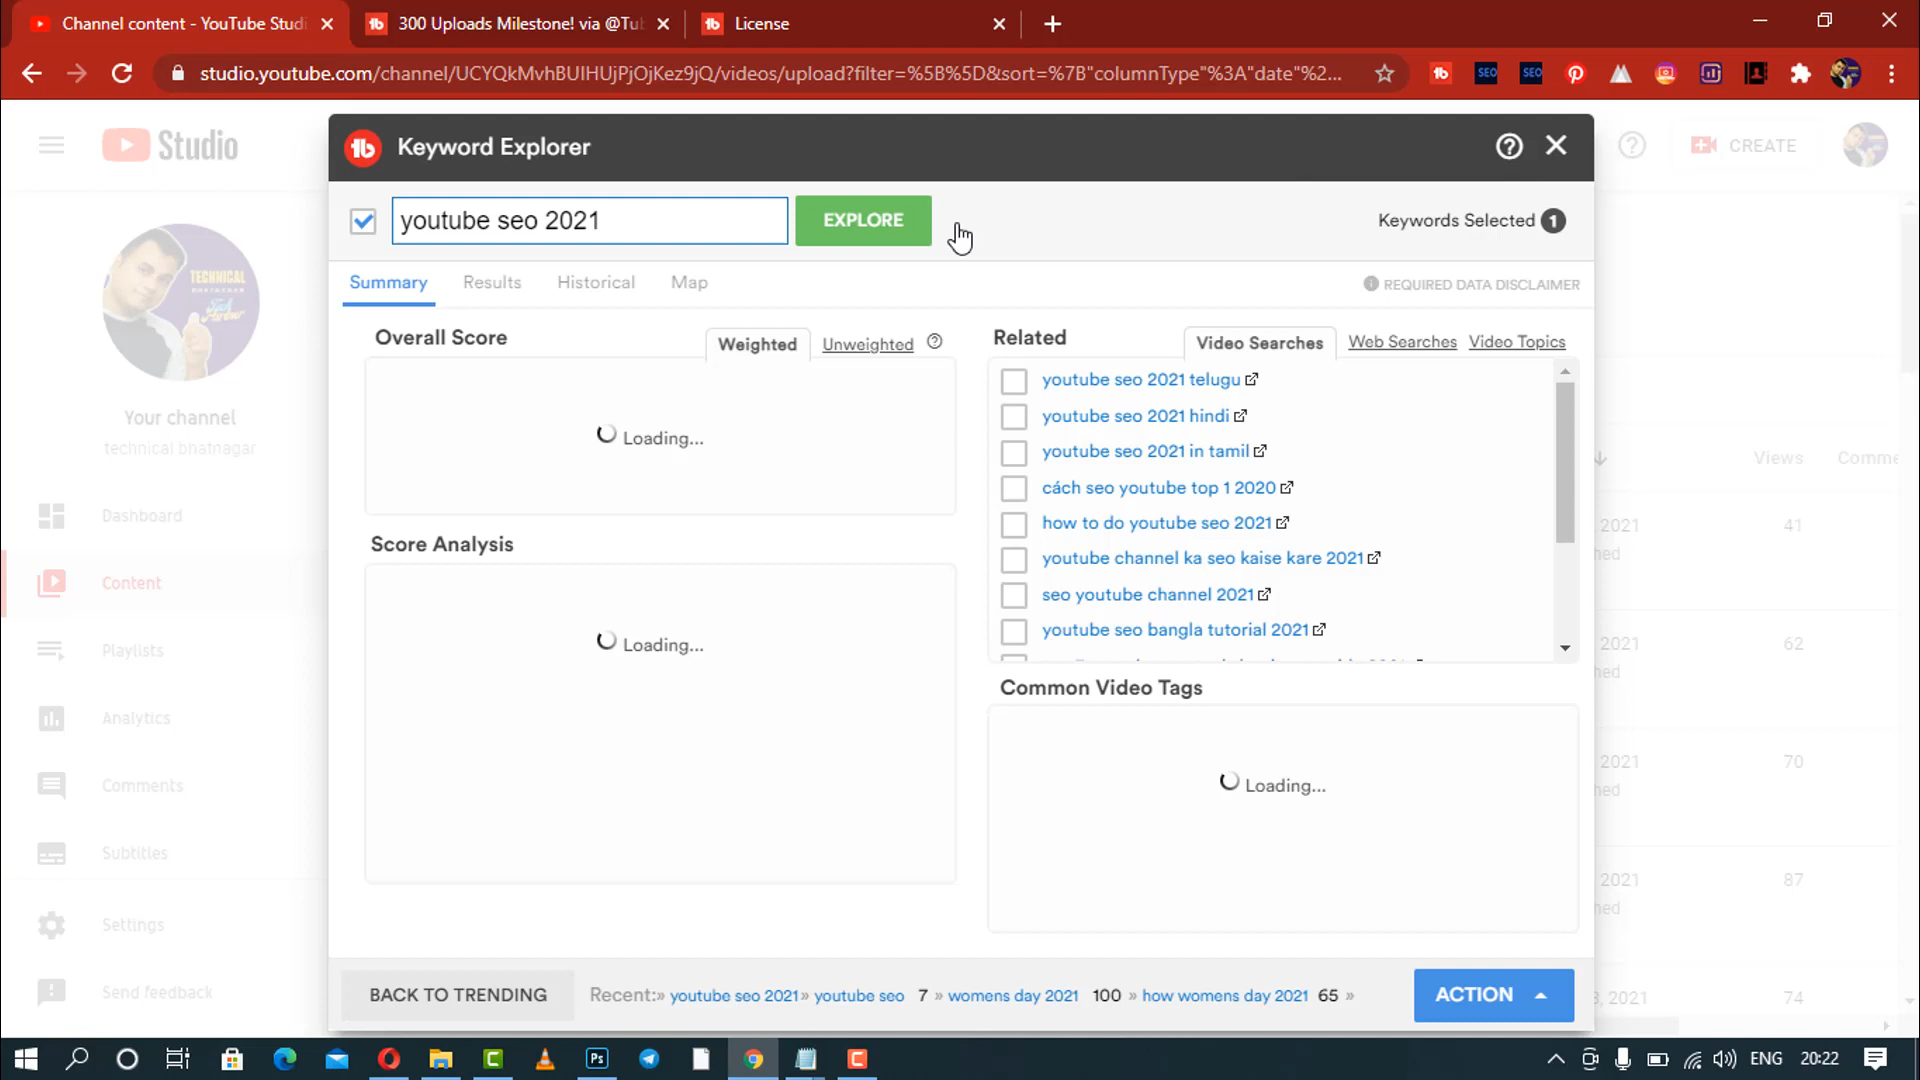 Channel content - YouTube Studi
300 Uploads Milestone! via @Tu
License
studio.youtube.com/channel/UCYQkMvhBUIHUjPjOjKez9jQ/videos/upload?filter=%5B%5D&sort=%7B"columnType"%3A"date"%2...
Studio
CREATE
Keyword Explorer
youtube seo 2021
EXPLORE
Keywords Selected 1
Summary
Results
Historical
Map
REQUIRED DATA DISCLAIMER
Overall Score
Weighted
Unweighted
Loading...
Score Analysis
Loading...
Related
Video Searches
Web Searches
Video Topics
youtube seo 2021 telugu
youtube seo 2021 hindi
youtube seo 2021 in tamil
cách seo youtube top 1 2020
how to do youtube seo 2021
youtube channel ka seo kaise kare 2021
seo youtube channel 2021
youtube seo bangla tutorial 2021
Common Video Tags
Loading...
BACK TO TRENDING
Recent:» youtube seo 2021» youtube seo 7 » womens day 2021 100 » how womens day 2021 65 »
ACTION
TECHNICAL
Your channel
technical bhatnagar
Dashboard
Content
Playlists
Analytics
Comments
Subtitles
Settings
Send feedback
Views
Comme
2021
hed
41
2021
hed
62
2021
hed
70
2021
hed
87
, 2021
74
ENG
20:22